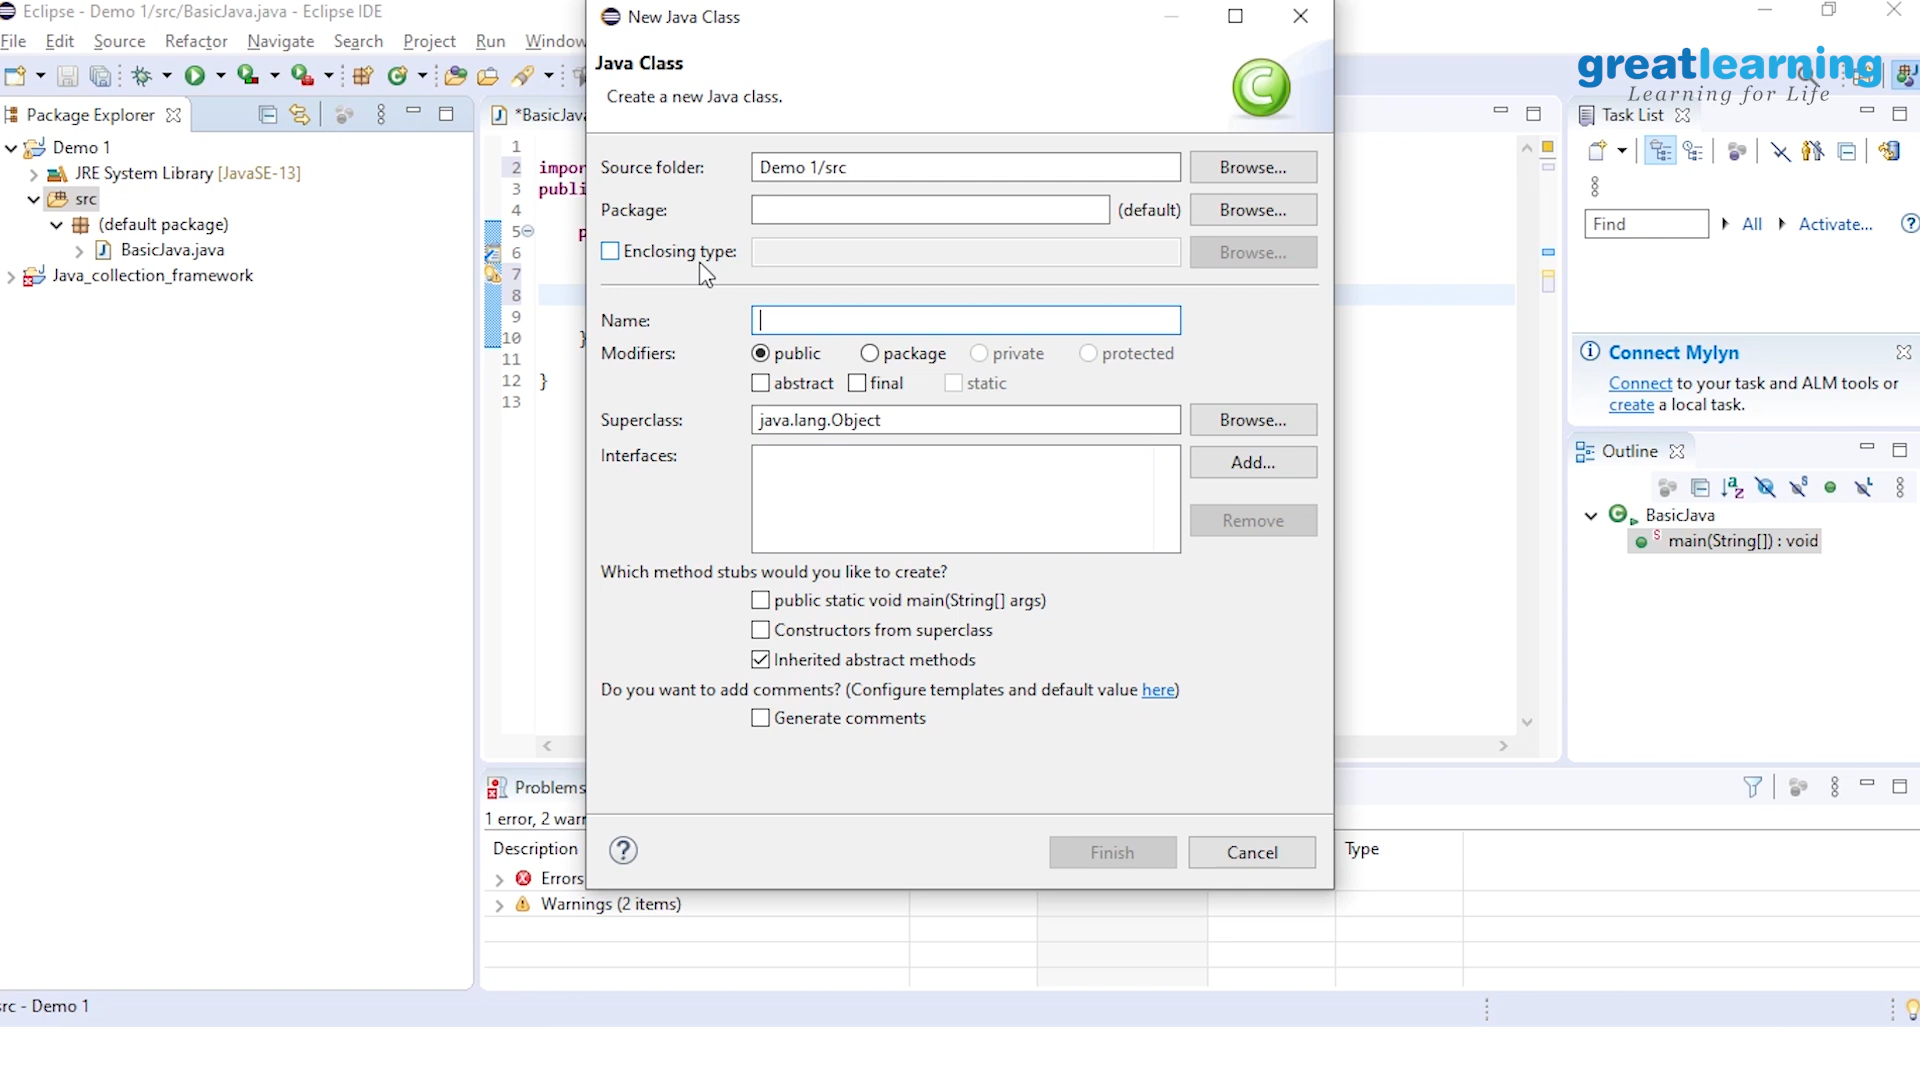 Eclipse - Demo 1/src/BasicJava.java - Eclipse IDE
File Edit Source Refactor Navigate Search Project Run Window
greatlearning
Learning for Life
Package Explorer
Demo 1
JRE System Library [JavaSE-13]
src
(default package)
BasicJava.java
Java_collection_framework
*BasicJava
1
2 impor
3 publi
4
5 p
6
7
8
9
10 }
11
12 }
13
New Java Class
Java Class
Create a new Java class.
Source folder: Demo 1/src Browse...
Package: (default) Browse...
Enclosing type: Browse...
Name:
Modifiers: public package private protected
abstract final static
Superclass: java.lang.Object Browse...
Interfaces: Add...
Remove
Which method stubs would you like to create?
public static void main(String[] args)
Constructors from superclass
Inherited abstract methods
Do you want to add comments? (Configure templates and default value here)
Generate comments
Finish Cancel
Task List
Find All Activate...
Connect Mylyn
Connect to your task and ALM tools or
create a local task.
Outline
BasicJava
main(String[]) : void
Problems
1 error, 2 warr
Description Type
Errors
Warnings (2 items)
src - Demo 1